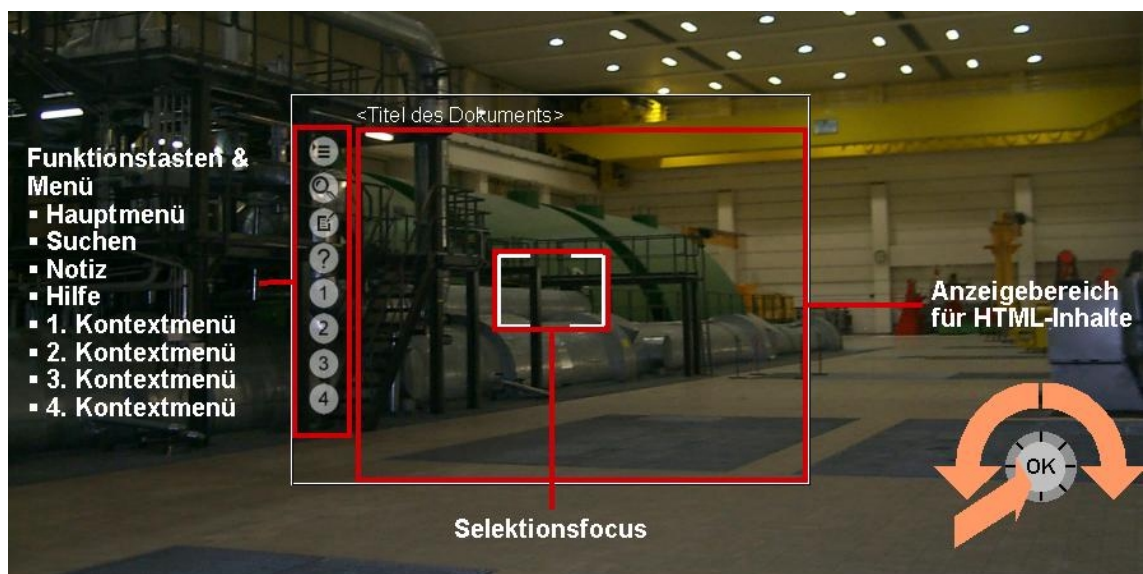 <Titel des Dokuments>
Funktionstasten &
Menü
▪ Hauptmenü
▪ Suchen
▪ Notiz
▪ Hilfe
▪ 1. Kontextmenü
▪ 2. Kontextmenü
▪ 3. Kontextmenü
▪ 4. Kontextmenü
?
1
2
3
4
Anzeigebereich
für HTML-Inhalte
OK
Selektionsfocus